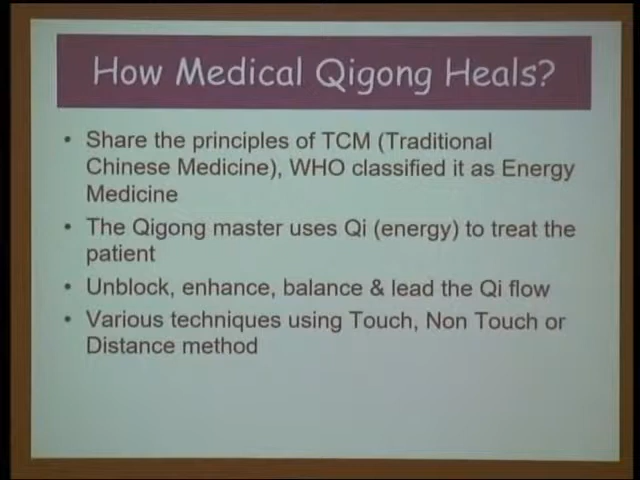 How Medical Qigong Heals?
• Share the principles of TCM (Traditional
Chinese Medicine), WHO classified it as Energy
Medicine
• The Qigong master uses Qi (energy) to treat the
patient
• Unblock, enhance, balance & lead the Qi flow
• Various techniques using Touch, Non Touch or
Distance method